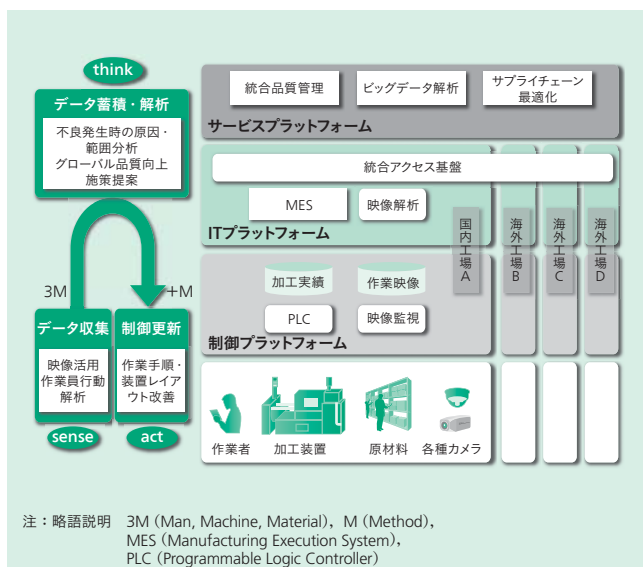 think
データ蓄積・解析
不良発生時の原因・
範囲分析
グローバル品質向上
施策提案
3M
+M
データ収集
映像活用
作業員行動
解析
sense
制御更新
作業手順・
装置レイア
ウト改善
act
統合品質管理
ビッグデータ解析
サプライチェーン
最適化
サービスプラットフォーム
統合アクセス基盤
MES
映像解析
ITプラットフォーム
国内工場A
海外工場B
海外工場C
海外工場D
加工実績
作業映像
PLC
映像監視
制御プラットフォーム
作業者
加工装置
原材料
各種カメラ
注：略語説明 3M（Man, Machine, Material），M（Method），
MES（Manufacturing Execution System），
PLC（Programmable Logic Controller）